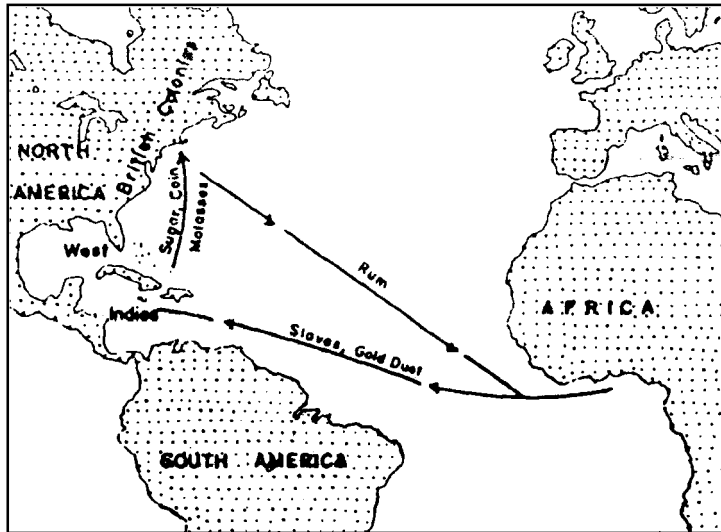 British Colonies
NORTH
AMERICA
Sugar, Coin
Molasses
West
Indies
Rum
AFRICA
Slaves, Gold Dust
SOUTH AMERICA